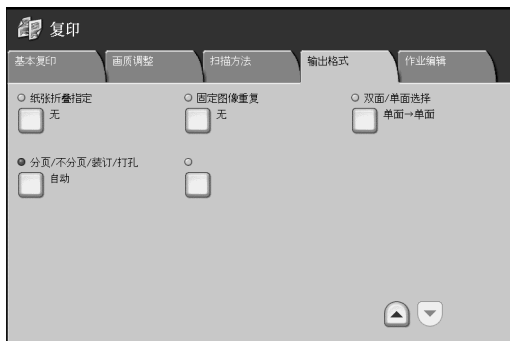 复印
基本复印 画质调整 扫描方法 输出格式 作业编辑
纸张折叠指定 固定图像重复 双面/单面选择
无 无 单面→单面
分页/不分页/装订/打孔
自动